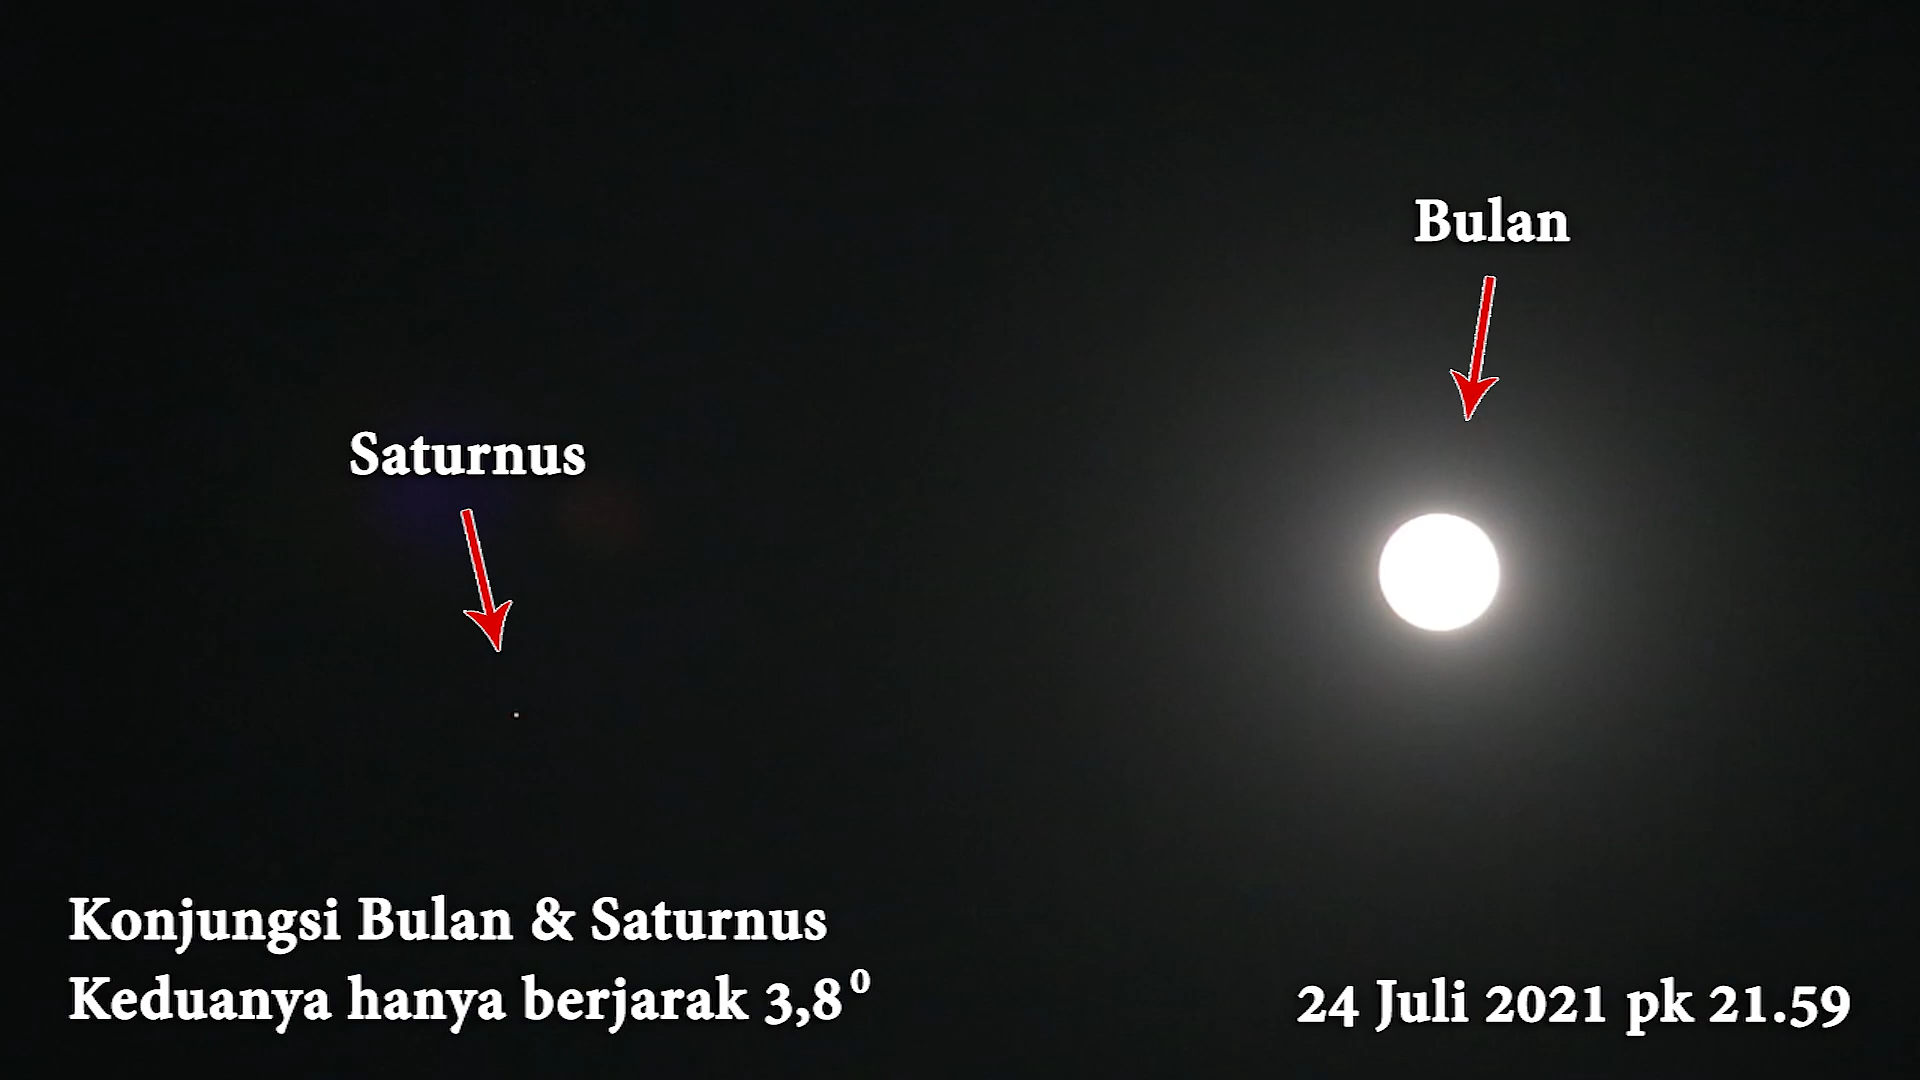 Bulan
Saturnus
Konjungsi Bulan & Saturnus
Keduanya hanya berjarak 3,8⁰
24 Juli 2021 pk 21.59